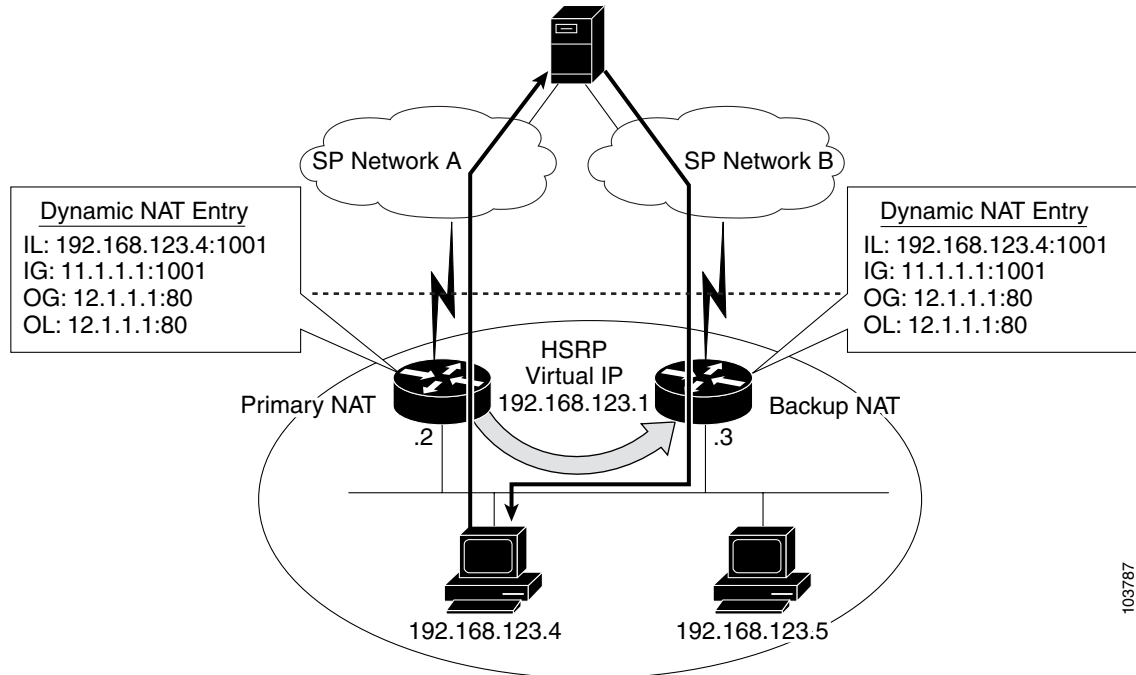 SP Network A
SP Network B
Dynamic NAT Entry
IL: 192.168.123.4:1001
IG: 11.1.1.1:1001
OG: 12.1.1.1:80
OL: 12.1.1.1:80
Dynamic NAT Entry
IL: 192.168.123.4:1001
IG: 11.1.1.1:1001
OG: 12.1.1.1:80
OL: 12.1.1.1:80
HSRP
Virtual IP
192.168.123.1
Primary NAT
.2
Backup NAT
.3
192.168.123.4
192.168.123.5
103787